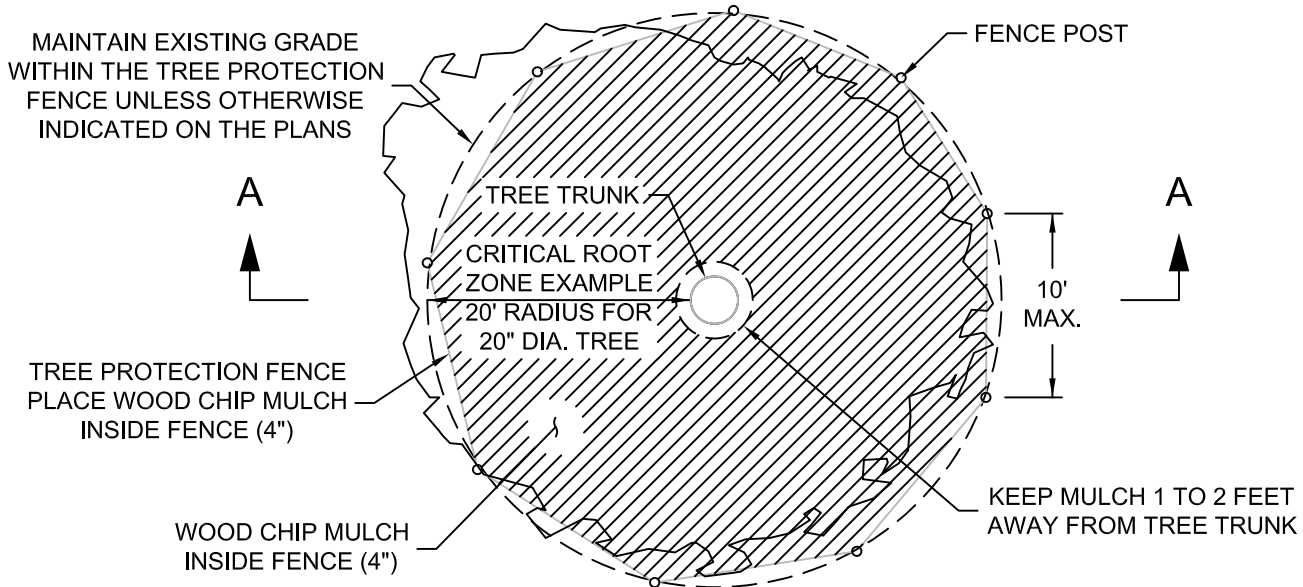 MAINTAIN EXISTING GRADE
WITHIN THE TREE PROTECTION
FENCE UNLESS OTHERWISE
INDICATED ON THE PLANS
FENCE POST
A
A
TREE TRUNK
CRITICAL ROOT
ZONE EXAMPLE
20' RADIUS FOR
20" DIA. TREE
10'
MAX.
TREE PROTECTION FENCE
PLACE WOOD CHIP MULCH
INSIDE FENCE (4")
WOOD CHIP MULCH
INSIDE FENCE (4")
KEEP MULCH 1 TO 2 FEET
AWAY FROM TREE TRUNK